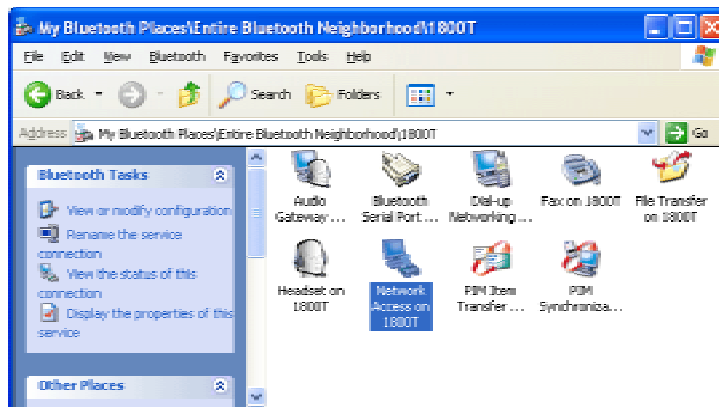 My Bluetooth Places\Entire Bluetooth Neighborhood\1800T
File Edit View Bluetooth Favorites Tools Help
Back Search Folders
Address My Bluetooth Places\Entire Bluetooth Neighborhood\1800T Go
Bluetooth Tasks
View or modify configuration
Rename the service
connection
View the status of this
connection
Display the properties of this
service
Other Places
Audio
Gateway ...
Bluetooth
Serial Port ...
Dial-up
Networking ...
Fax on 1800T
File Transfer
on 1800T
Headset on
1800T
Network
Access on
1800T
PIM Item
Transfer ...
PIM
Synchroniza...